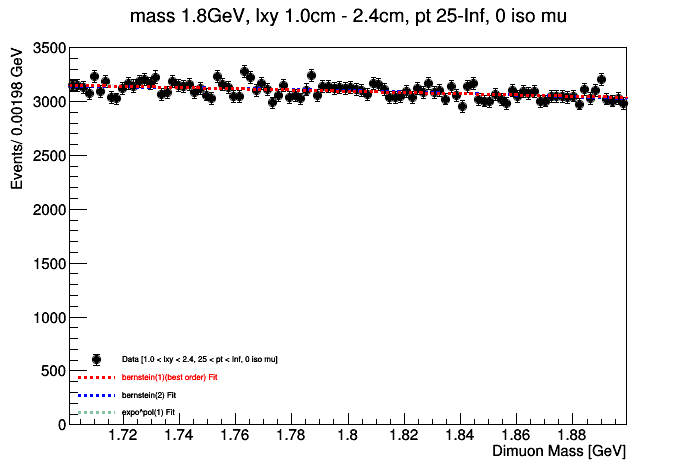 mass 1.8GeV, lxy 1.0cm - 2.4cm, pt 25-Inf, 0 iso mu
Events/ 0.00198 GeV
3500
3000
2500
2000
1500
1000
500
0
Data [1.0 < lxy < 2.4, 25 < pt < Inf, 0 iso mu]
bernstein(1)(best order) Fit
bernstein(2) Fit
expo^pol(1) Fit
1.72 1.74 1.76 1.78 1.8 1.82 1.84 1.86 1.88
Dimuon Mass [GeV]